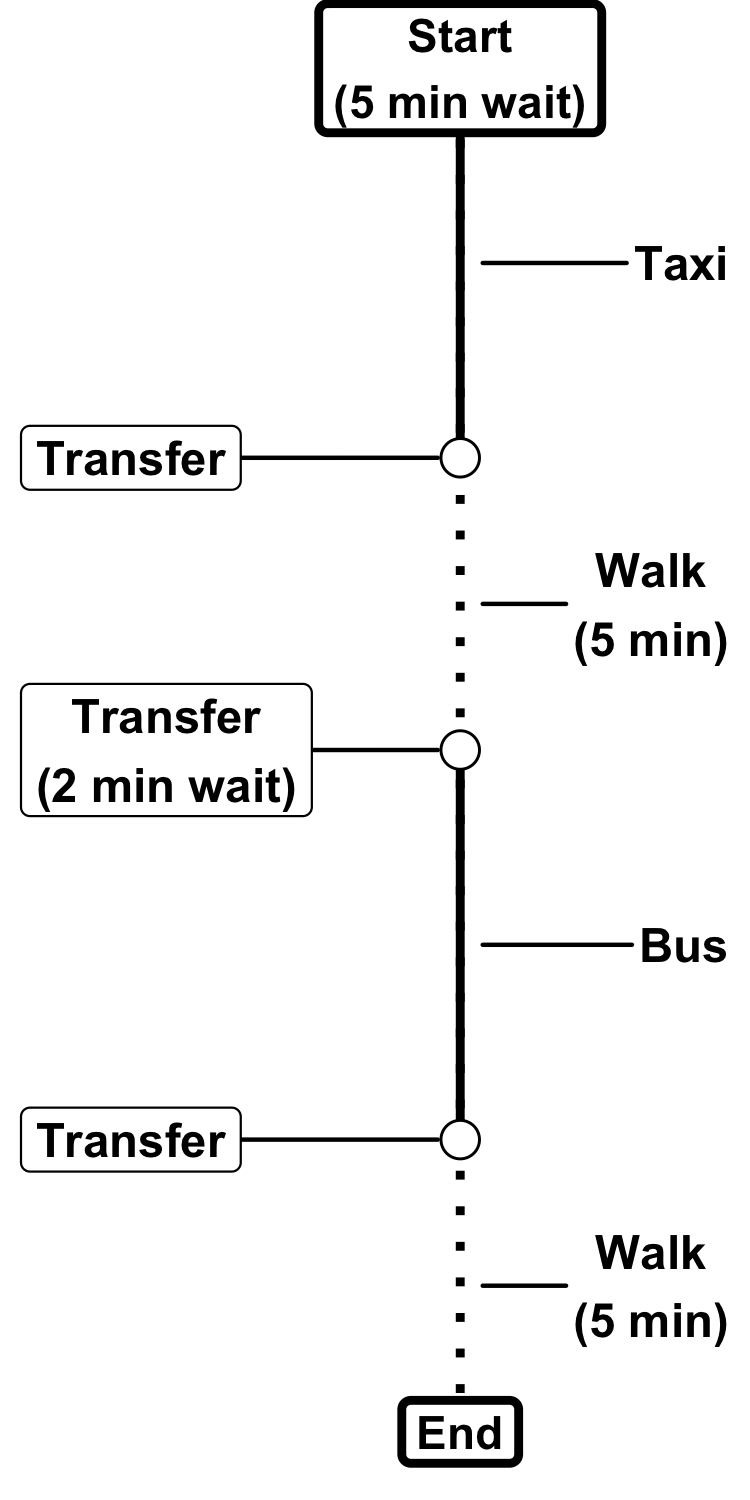 Start
(5 min wait)
Taxi
Transfer
Walk
(5 min)
Transfer
(2 min wait)
Bus
Transfer
Walk
(5 min)
End